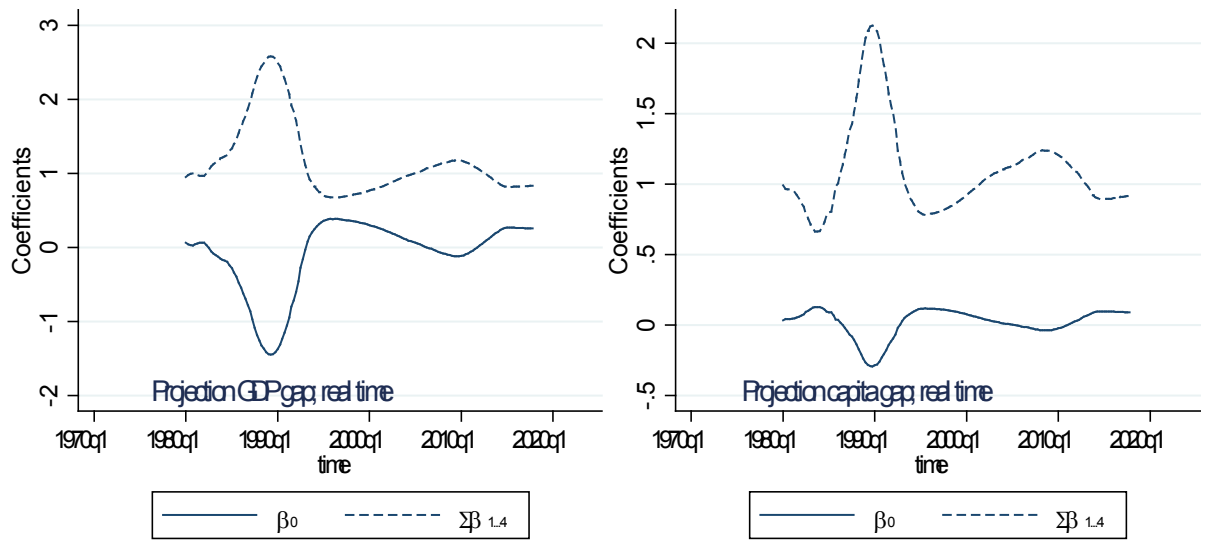 3
2
1
0
-1
-2
Coefficients
Projection GDP gap; real time
1970q1 1980q1 1990q1 2000q1 2010q1 2020q1
time
β0 Σβ 1...4
2
1.5
1
.5
0
-.5
Coefficients
Projection capita gap; real time
1970q1 1980q1 1990q1 2000q1 2010q1 2020q1
time
β0 Σβ 1...4